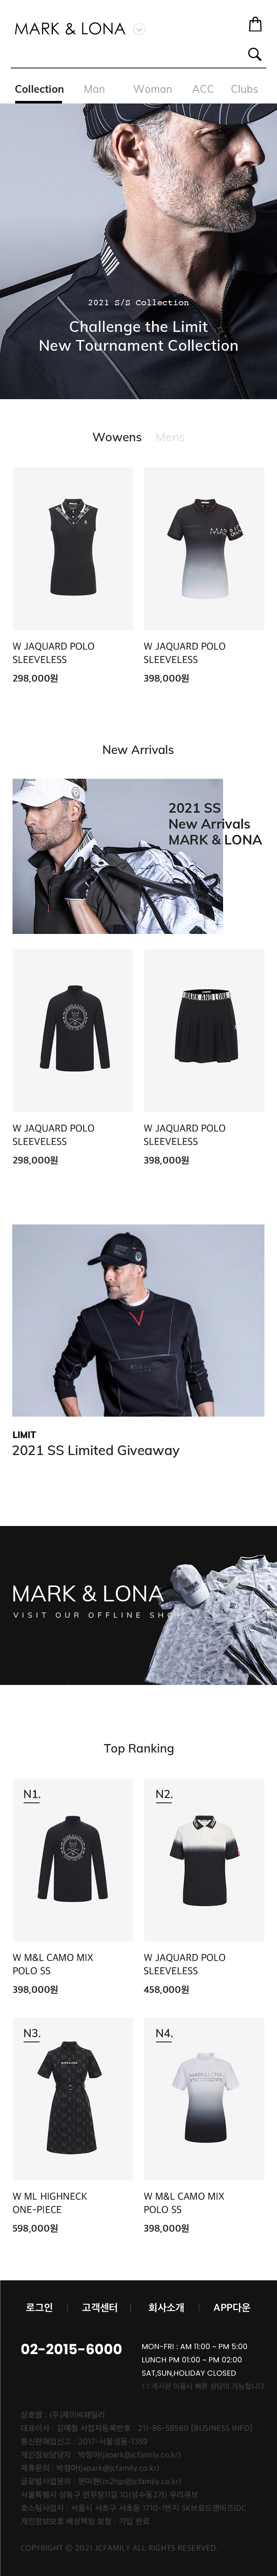 MARK & LONA
Collection Man Woman ACC Clubs
2021 S/S Collection
Challenge the Limit
New Tournament Collection
Wowens Mens
W JAQUARD POLO
SLEEVELESS
298,000원
W JAQUARD POLO
SLEEVELESS
398,000원
New Arrivals
2021 SS
New Arrivals
MARK & LONA
MARK AND LONA
W JAQUARD POLO
SLEEVELESS
298,000원
W JAQUARD POLO
SLEEVELESS
398,000원
LIMIT
2021 SS Limited Giveaway
MARK & LONA
VISIT OUR OFFLINE SHOP
Top Ranking
N1.
W M&L CAMO MIX
POLO SS
398,000원
N2.
W JAQUARD POLO
SLEEVELESS
458,000원
N3.
W ML HIGHNECK
ONE-PIECE
598,000원
N4.
MARK&LONA
W M&L CAMO MIX
POLO SS
398,000원
로그인 고객센터 회사소개 APP다운
02-2015-6000
MON-FRI : AM 11:00 ~ PM 5:00
LUNCH PM 01:00 ~ PM 02:00
SAT,SUN,HOLIDAY CLOSED
1:1 게시판 이용시 빠른 상담이 가능합니다.
상호명 : (주)제이씨패밀리
대표이사 : 김예철 사업자등록번호 : 211-86-58580 [BUSINESS INFO]
통신판매업신고 : 2017-서울성동-1359
개인정보담당자 : 박정아(japark@jcfamily.co.kr)
제휴문의 : 박정아(japark@jcfamily.co.kr)
글로벌사업문의 : 문미현(m2hjp@jcfamily.co.kr)
서울특별시 성동구 연무장11길 10(성수동2가) 우리큐브
호스팅사업자 : 서울시 서초구 서초동 1710-1번지 SK브로드앤비즈IDC
개인정보보호 배상책임 보험 : 가입 완료
COPYRIGHT ⓒ 2021 JCFAMILY ALL RIGHTS RESERVED.